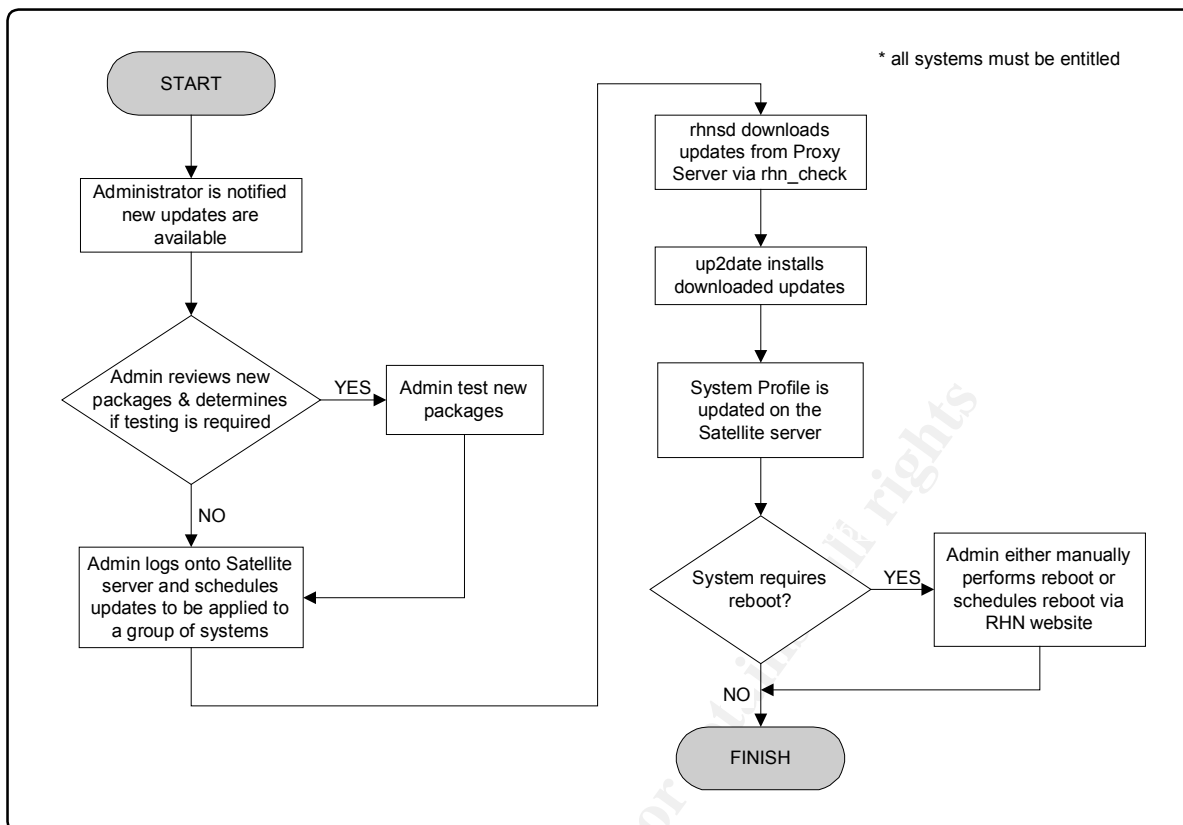 * all systems must be entitled
START
Administrator is notified
new updates are
available
Admin reviews new
packages & determines
if testing is required
YES
Admin test new
packages
NO
Admin logs onto Satellite
server and schedules
updates to be applied to
a group of systems
rhnsd downloads
updates from Proxy
Server via rhn_check
up2date installs
downloaded updates
System Profile is
updated on the
Satellite server
System requires
reboot?
YES
Admin either manually
performs reboot or
schedules reboot via
RHN website
NO
FINISH
rights